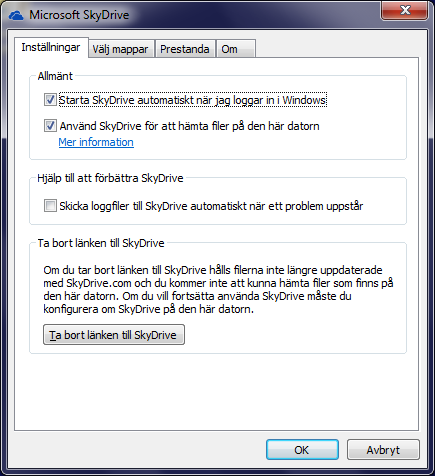 Microsoft SkyDrive
Inställningar Välj mappar Prestanda Om
Allmänt
Starta SkyDrive automatiskt när jag loggar in i Windows
Använd SkyDrive för att hämta filer på den här datorn
Mer information
Hjälp till att förbättra SkyDrive
Skicka loggfiler till SkyDrive automatiskt när ett problem uppstår
Ta bort länken till SkyDrive
Om du tar bort länken till SkyDrive hålls filerna inte längre uppdaterade
med SkyDrive.com och du kommer inte att kunna hämta filer som finns på
den här datorn. Om du vill fortsätta använda SkyDrive måste du
konfigurera om SkyDrive på den här datorn.
Ta bort länken till SkyDrive
OK Avbryt